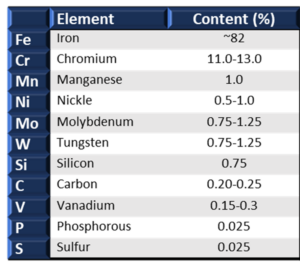 Element Content (%)
Fe Iron ~82
Cr Chromium 11.0-13.0
Mn Manganese 1.0
Ni Nickle 0.5-1.0
Mo Molybdenum 0.75-1.25
W Tungsten 0.75-1.25
Si Silicon 0.75
C Carbon 0.20-0.25
V Vanadium 0.15-0.3
P Phosphorous 0.025
S Sulfur 0.025